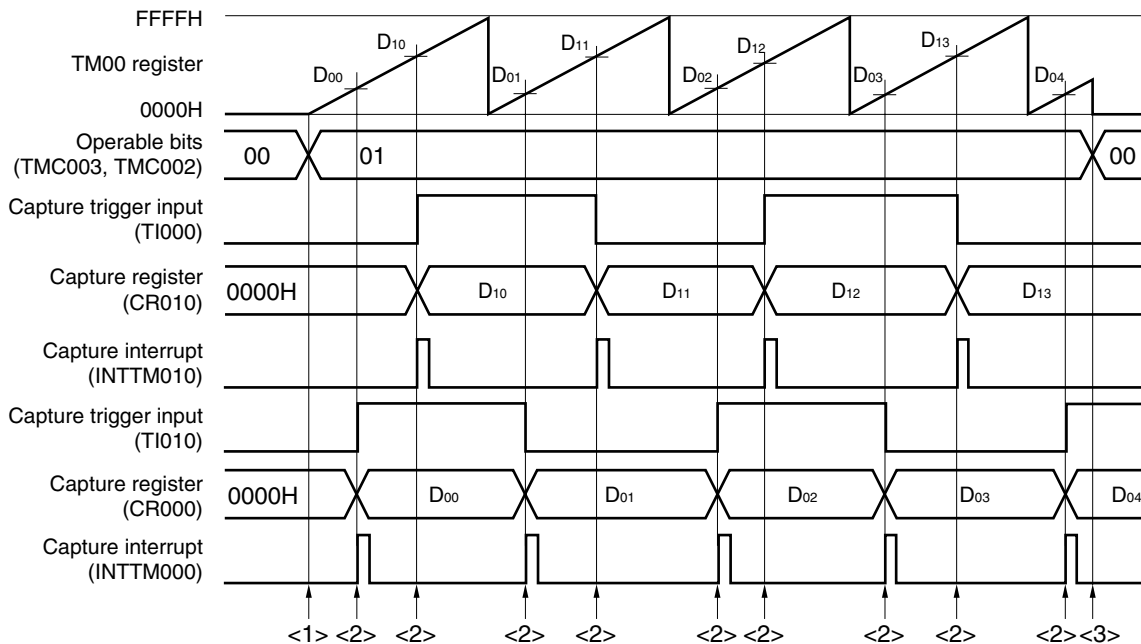 FFFFH
TM00 register
0000H
D00 D10 D01 D11 D02 D12 D03 D13 D04
Operable bits
(TMC003, TMC002)
00 01 00
Capture trigger input
(TI000)
Capture register
(CR010)
0000H D10 D11 D12 D13
Capture interrupt
(INTTM010)
Capture trigger input
(TI010)
Capture register
(CR000)
0000H D00 D01 D02 D03 D04
Capture interrupt
(INTTM000)
<1> <2> <2> <2> <2> <2> <2> <2> <2> <2> <3>